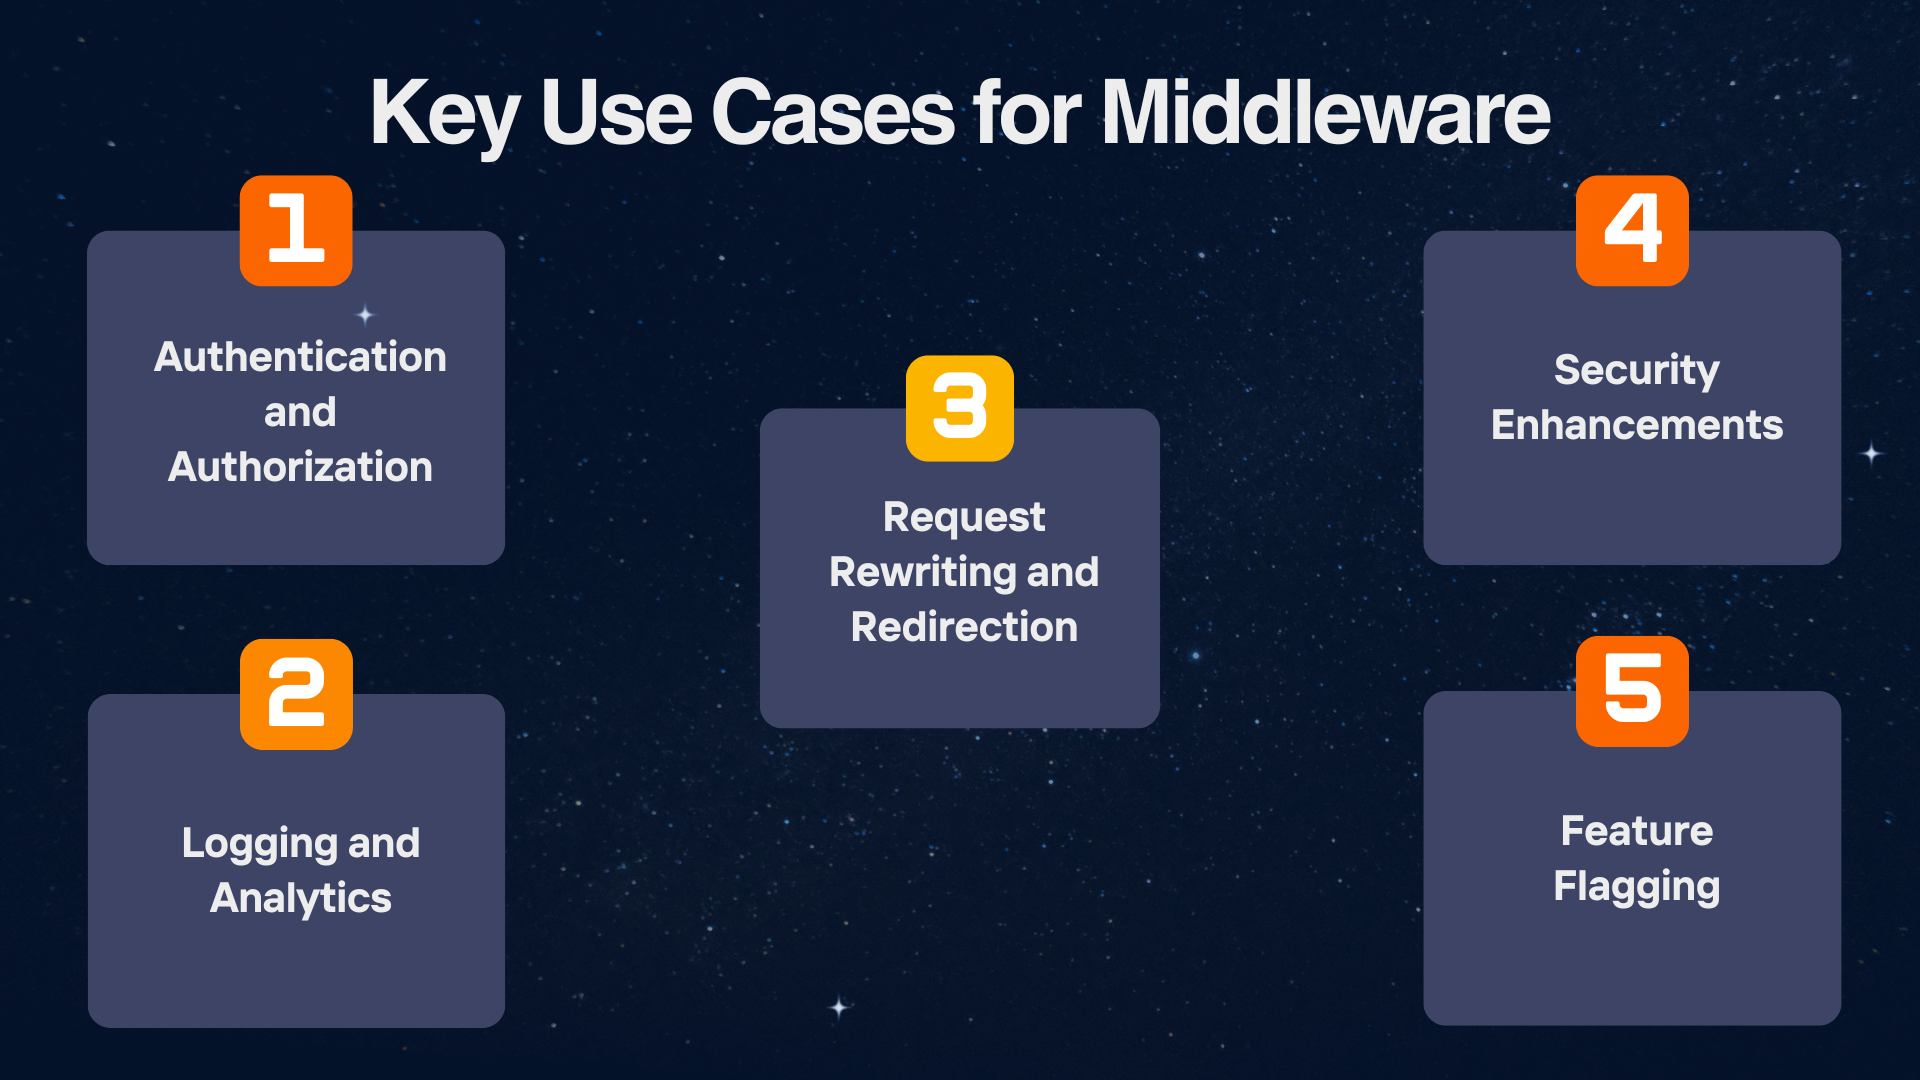 Key Use Cases for Middleware
1
Authentication
and
Authorization
2
Logging and
Analytics
3
Request
Rewriting and
Redirection
4
Security
Enhancements
5
Feature
Flagging